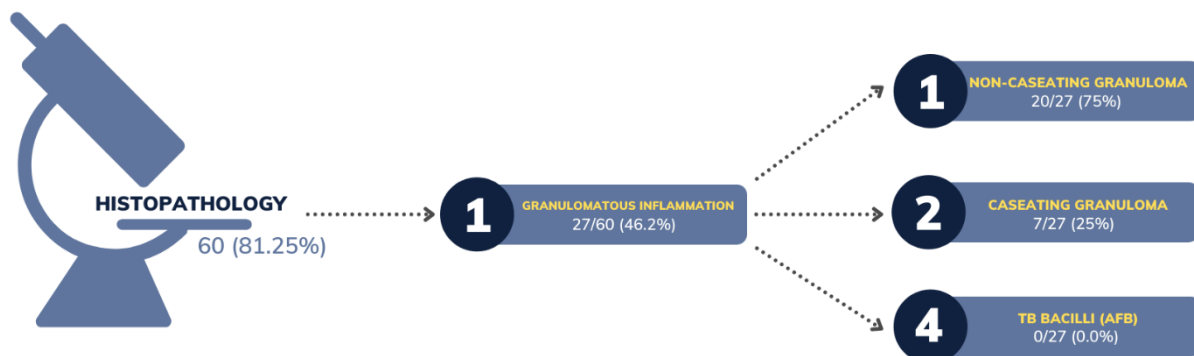 HISTOPATHOLOGY
60 (81.25%)
1
GRANULOMATOUS INFLAMMATION
27/60 (46.2%)
1
NON-CASEATING GRANULOMA
20/27 (75%)
2
CASEATING GRANULOMA
7/27 (25%)
4
TB BACILLI (AFB)
0/27 (0.0%)